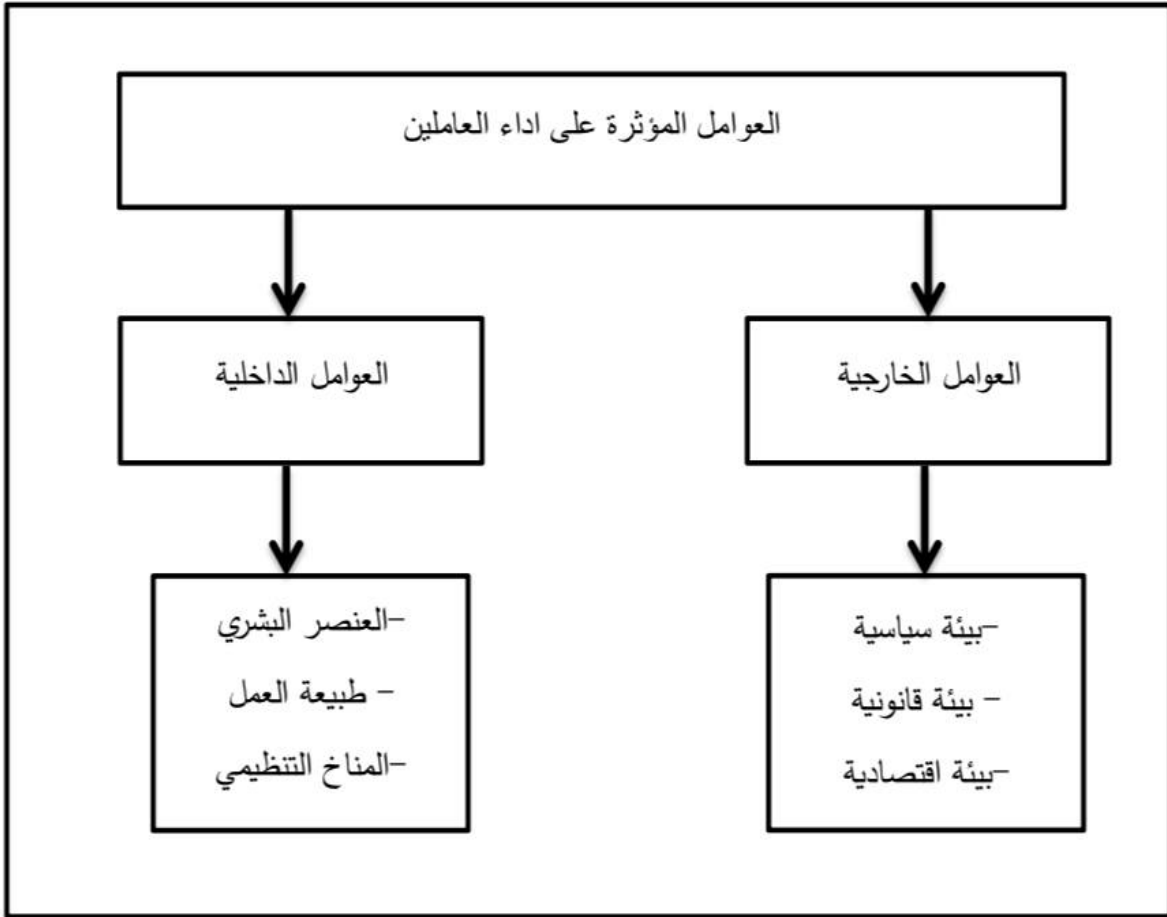 العوامل المؤثرة على اداء العاملين
العوامل الخارجية
العوامل الداخلية
-بيئة سياسية
- بيئة قانونية
-بيئة اقتصادية
-العنصر البشري
- طبيعة العمل
-المناخ التنظيمي